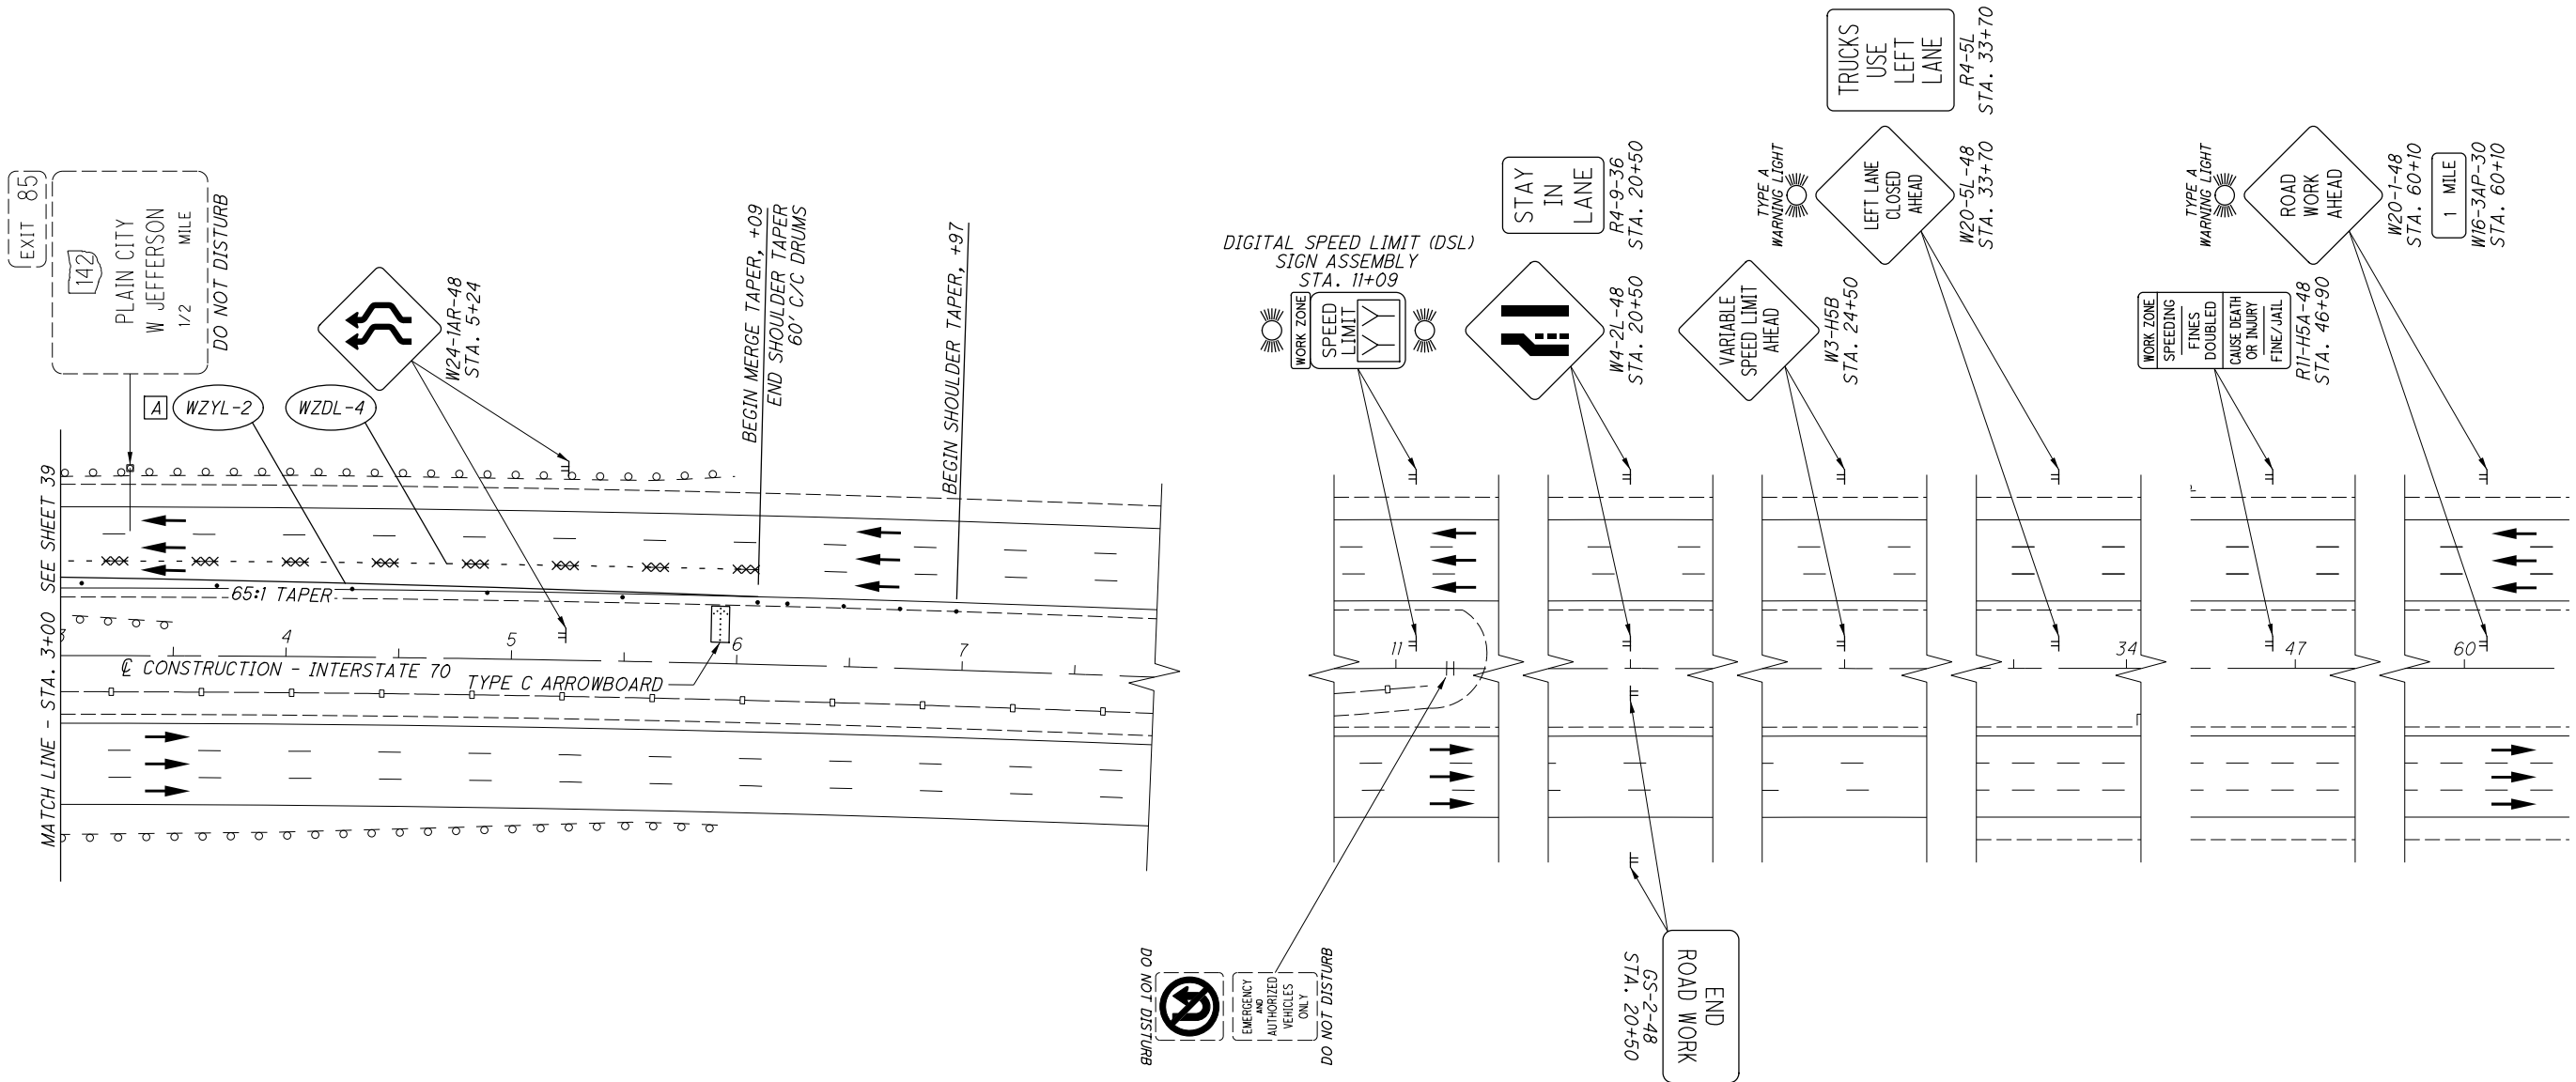 EXIT 85
142
PLAIN CITY
W JEFFERSON
1/2 MILE
DO NOT DISTURB
A
WZYL-2
WZDL-4
W24-1AR-48
STA. 5+24
BEGIN MERGE TAPER, +09
END SHOULDER TAPER
60' C/C DRUMS
BEGIN SHOULDER TAPER, +97
MATCH LINE - STA. 3+00 SEE SHEET 39
65:1 TAPER
3
4
5
6
7
℄ CONSTRUCTION - INTERSTATE 70
TYPE C ARROWBOARD
DIGITAL SPEED LIMIT (DSL)
SIGN ASSEMBLY
STA. 11+09
WORK ZONE
SPEED
LIMIT
YY
STAY
IN
LANE
R4-9-36
STA. 20+50
W4-2L-48
STA. 20+50
VARIABLE
SPEED LIMIT
AHEAD
W3-H5B
STA. 24+50
TRUCKS
USE
LEFT
LANE
R4-5L
STA. 33+70
TYPE A
WARNING LIGHT
LEFT LANE
CLOSED
AHEAD
W20-5L-48
STA. 33+70
WORK ZONE
SPEEDING
FINES
DOUBLED
CAUSE DEATH
OR INJURY
FINE/JAIL
R11-H5A-48
STA. 46+90
TYPE A
WARNING LIGHT
ROAD
WORK
AHEAD
W20-1-48
STA. 60+10
1 MILE
W16-3AP-30
STA. 60+10
11
34
47
60
DO NOT DISTURB
EMERGENCY
AND
AUTHORIZED
VEHICLES
ONLY
DO NOT DISTURB
END
ROAD WORK
GS-2-48
STA. 20+50